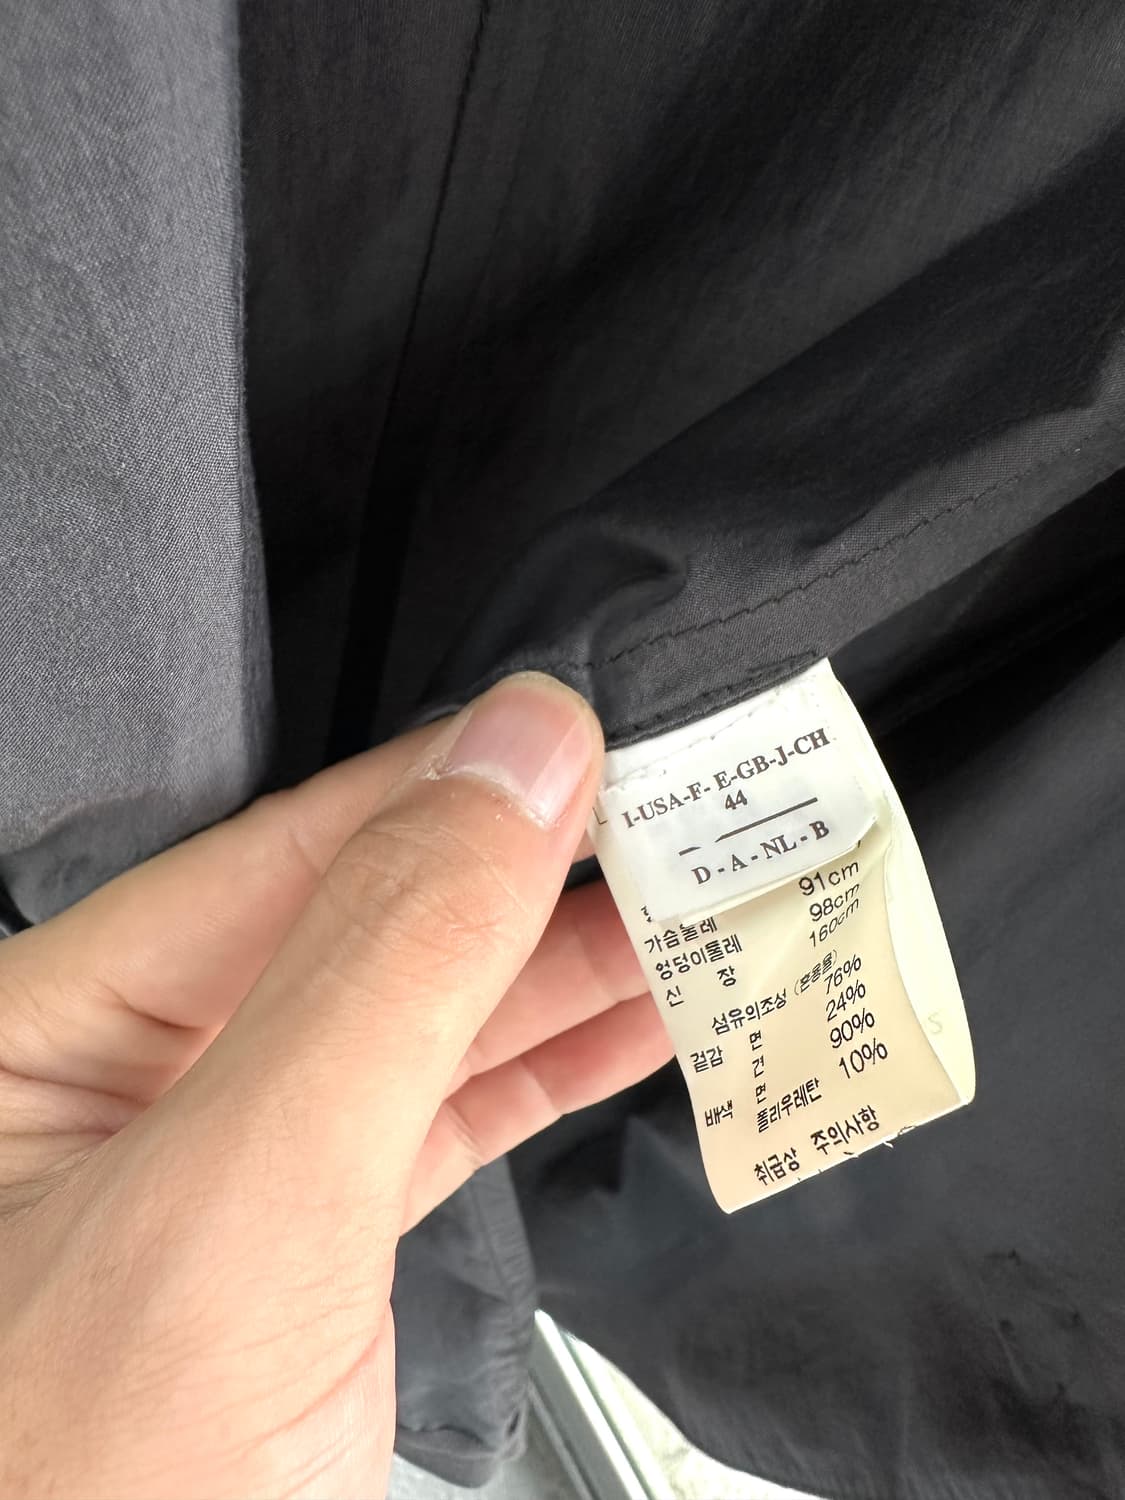 I-USA-F- E-GB-J-CH
44
D - A - NL - B
91cm
가슴둘레 98cm
엉덩이둘레 160cm
신 장
섬유의조성 (혼용율)
겉감 면 76%
견 24%
배색 면 90%
폴리우레탄 10%
취급상 주의사항
S